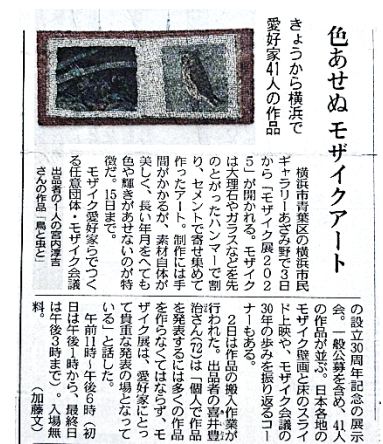 色あせぬ モザイクアート
きょうから横浜で
愛好家41人の作品
横浜市青葉区の横浜市民
ギャラリーあざみ野で3日
から「モザイク展202
5」が開かれる。モザイク
は大理石やガラスなどを先
のとがったハンマーで割
り、セメントで寄せ集めて
作ったアート。制作には手
間がかかるが、素材自体が
美しく、長い年月をへても
色や輝きがあせないのが特
徴だ。15日まで。
モザイク愛好家らでつく
る任意団体・モザイク会議
の設立30周年記念の展示
会。一般公募を含め、41人
の作品が並ぶ。日本各地の
モザイク壁画と床のスライ
ド上映や、モザイク会議の
30年の歩みを振り返るコー
ナーもある。
2日は作品の搬入作業が
行われた。出品者の喜井豊
治さん(72)は「個人で作品
を発表するには多くの作品
を作らなくてはならず、モ
ザイク展は、愛好家にとっ
て貴重な発表の場となって
いる」と話した。
午前11時〜午後6時(初
日は午後1時から、最終日
は午後3時まで)。入場無
料。 (加藤文)
出品者の1人の宮内淳吉
さんの作品「鳥と虫と」